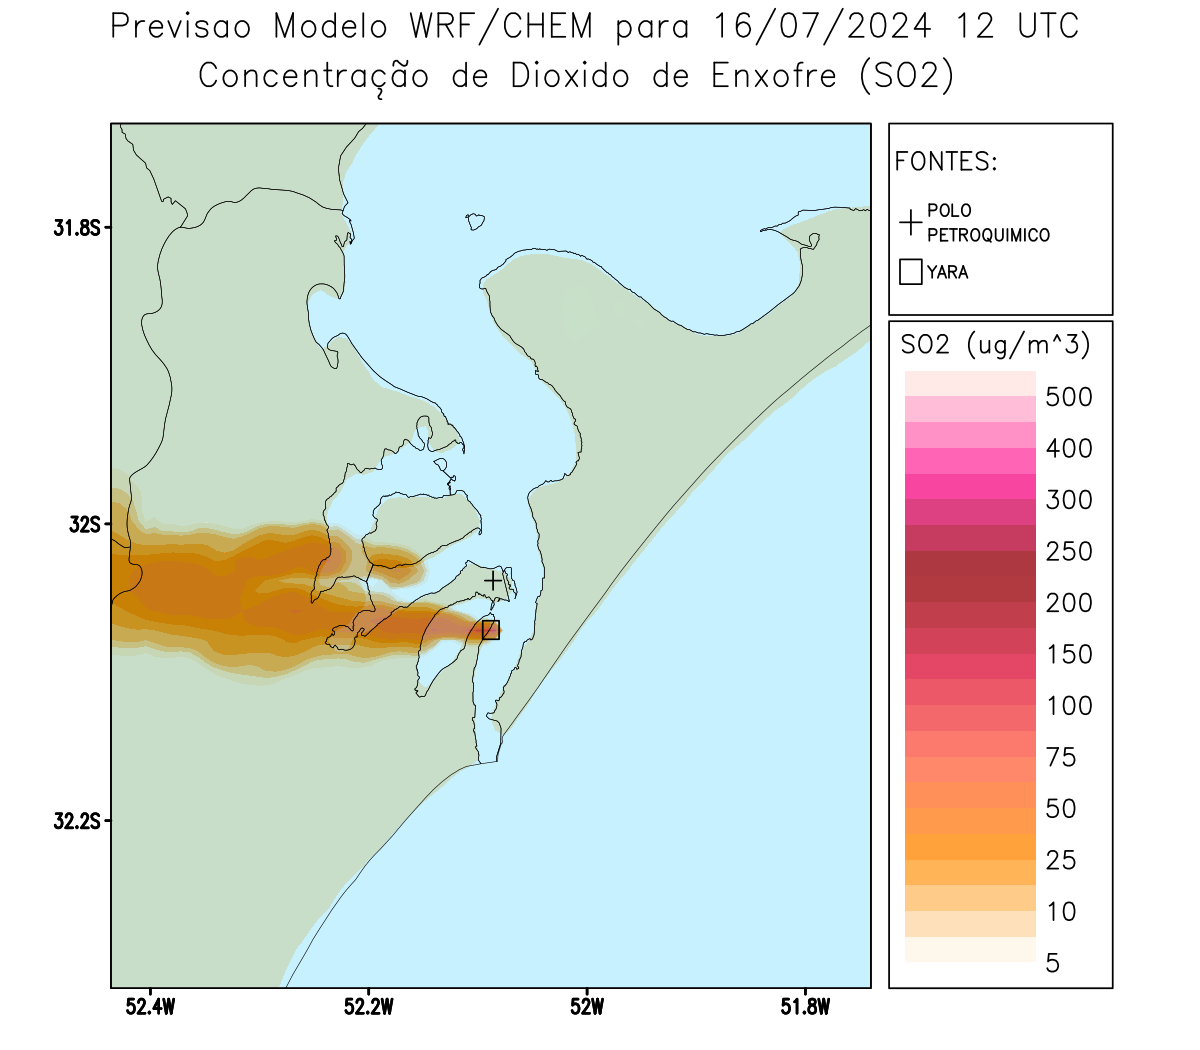 Previsao Modelo WRF/CHEM para 16/07/2024 12 UTC
Concentração de Dioxido de Enxofre (SO2)
FONTES:
POLO
PETROQUIMICO
YARA
SO2 (ug/m^3)
500
400
300
250
200
150
100
75
50
25
10
5
31.8S
32S
32.2S
52.4W
52.2W
52W
51.8W